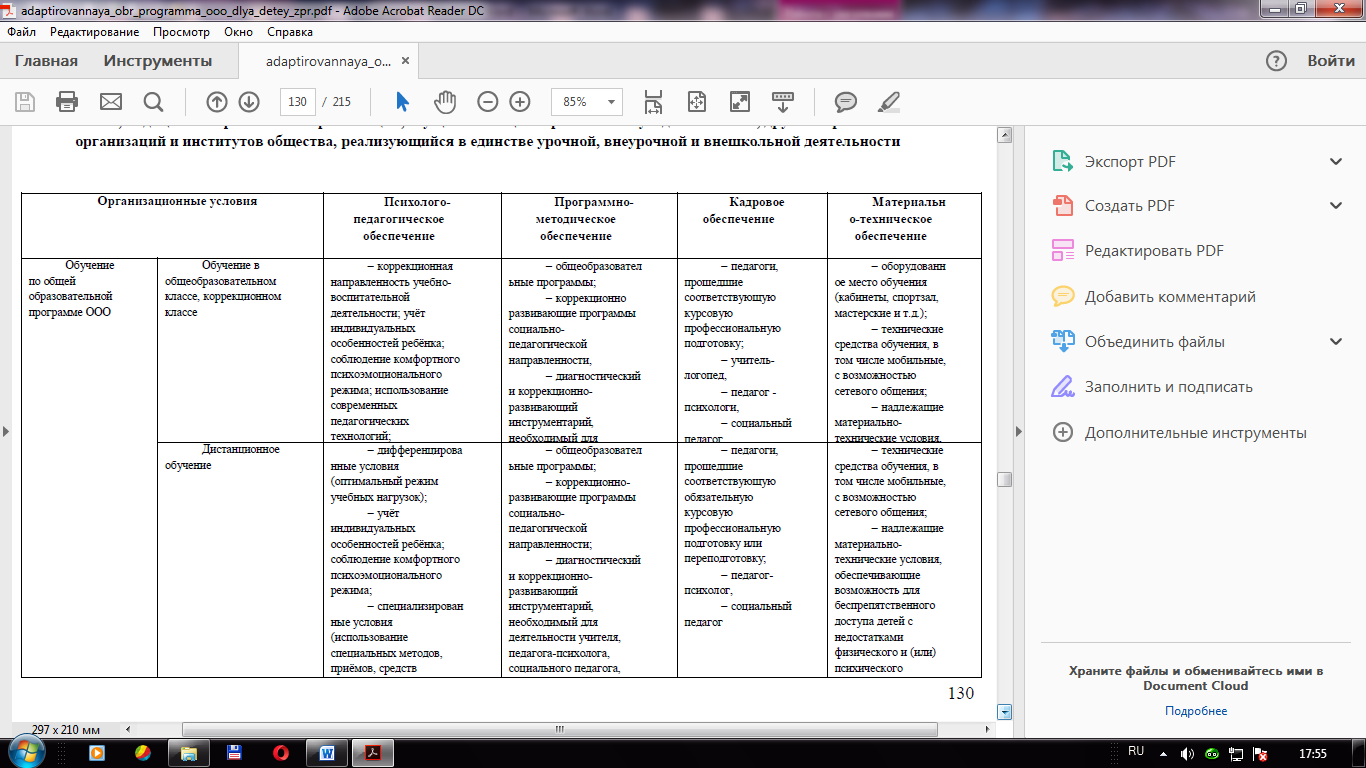 adaptirovannaya_obr_programma_ooo_dlya_detey_zpr.pdf - Adobe Acrobat Reader DC
Файл Редактирование Просмотр Окно Справка
Главная Инструменты adaptirovannaya_o... × Войти
130 / 215 85%
организаций и институтов общества, реализующийся в единстве урочной, внеурочной и внешкольной деятельности
Организационные условия
Психолого-
педагогическое
обеспечение
Программно-
методическое
обеспечение
Кадровое
обеспечение
Материальн
о-техническое
обеспечение
Обучение
по общей
образовательной
программе ООО
Обучение в
общеобразовательном
классе, коррекционном
классе
– коррекционная
направленность учебно-
воспитательной
деятельности; учёт
индивидуальных
особенностей ребёнка;
соблюдение комфортного
психоэмоционального
режима; использование
современных
педагогических
технологий;
– общеобразовател
ьные программы;
– коррекционно
развивающие программы
социально-
педагогической
направленности,
– диагностический
и коррекционно-
развивающий
инструментарий,
необходимый для
– педагоги,
прошедшие
соответствующую
курсовую
профессиональную
подготовку;
– учитель-
логопед,
– педагог -
психологи,
– социальный
педагог
– оборудованн
ое место обучения
(кабинеты, спортзал,
мастерские и т.д.);
– технические
средства обучения, в
том числе мобильные,
с возможностью
сетевого общения;
– надлежащие
материально-
технические условия,
Дистанционное
обучение
– дифференцирова
нные условия
(оптимальный режим
учебных нагрузок);
– учёт
индивидуальных
особенностей ребёнка;
соблюдение комфортного
психоэмоционального
режима;
– специализирован
ные условия
(использование
специальных методов,
приёмов, средств
– общеобразовател
ьные программы;
– коррекционно-
развивающие программы
социально-
педагогической
направленности;
– диагностический
и коррекционно-
развивающий
инструментарий,
необходимый для
деятельности учителя,
педагога-психолога,
социального педагога,
– педагоги,
прошедшие
соответствующую
обязательную
курсовую
профессиональную
подготовку или
переподготовку;
– педагог-
психолог,
– социальный
педагог
– технические
средства обучения, в
том числе мобильные,
с возможностью
сетевого общения;
– надлежащие
материально-
технические условия,
обеспечивающие
возможность для
беспрепятственного
доступа детей с
недостатками
физического и (или)
психического
130
297 x 210 мм
Экспорт PDF
Создать PDF
Редактировать PDF
Добавить комментарий
Объединить файлы
Заполнить и подписать
Дополнительные инструменты
Храните файлы и обменивайтесь ими в
Document Cloud
Подробнее
RU 17:55